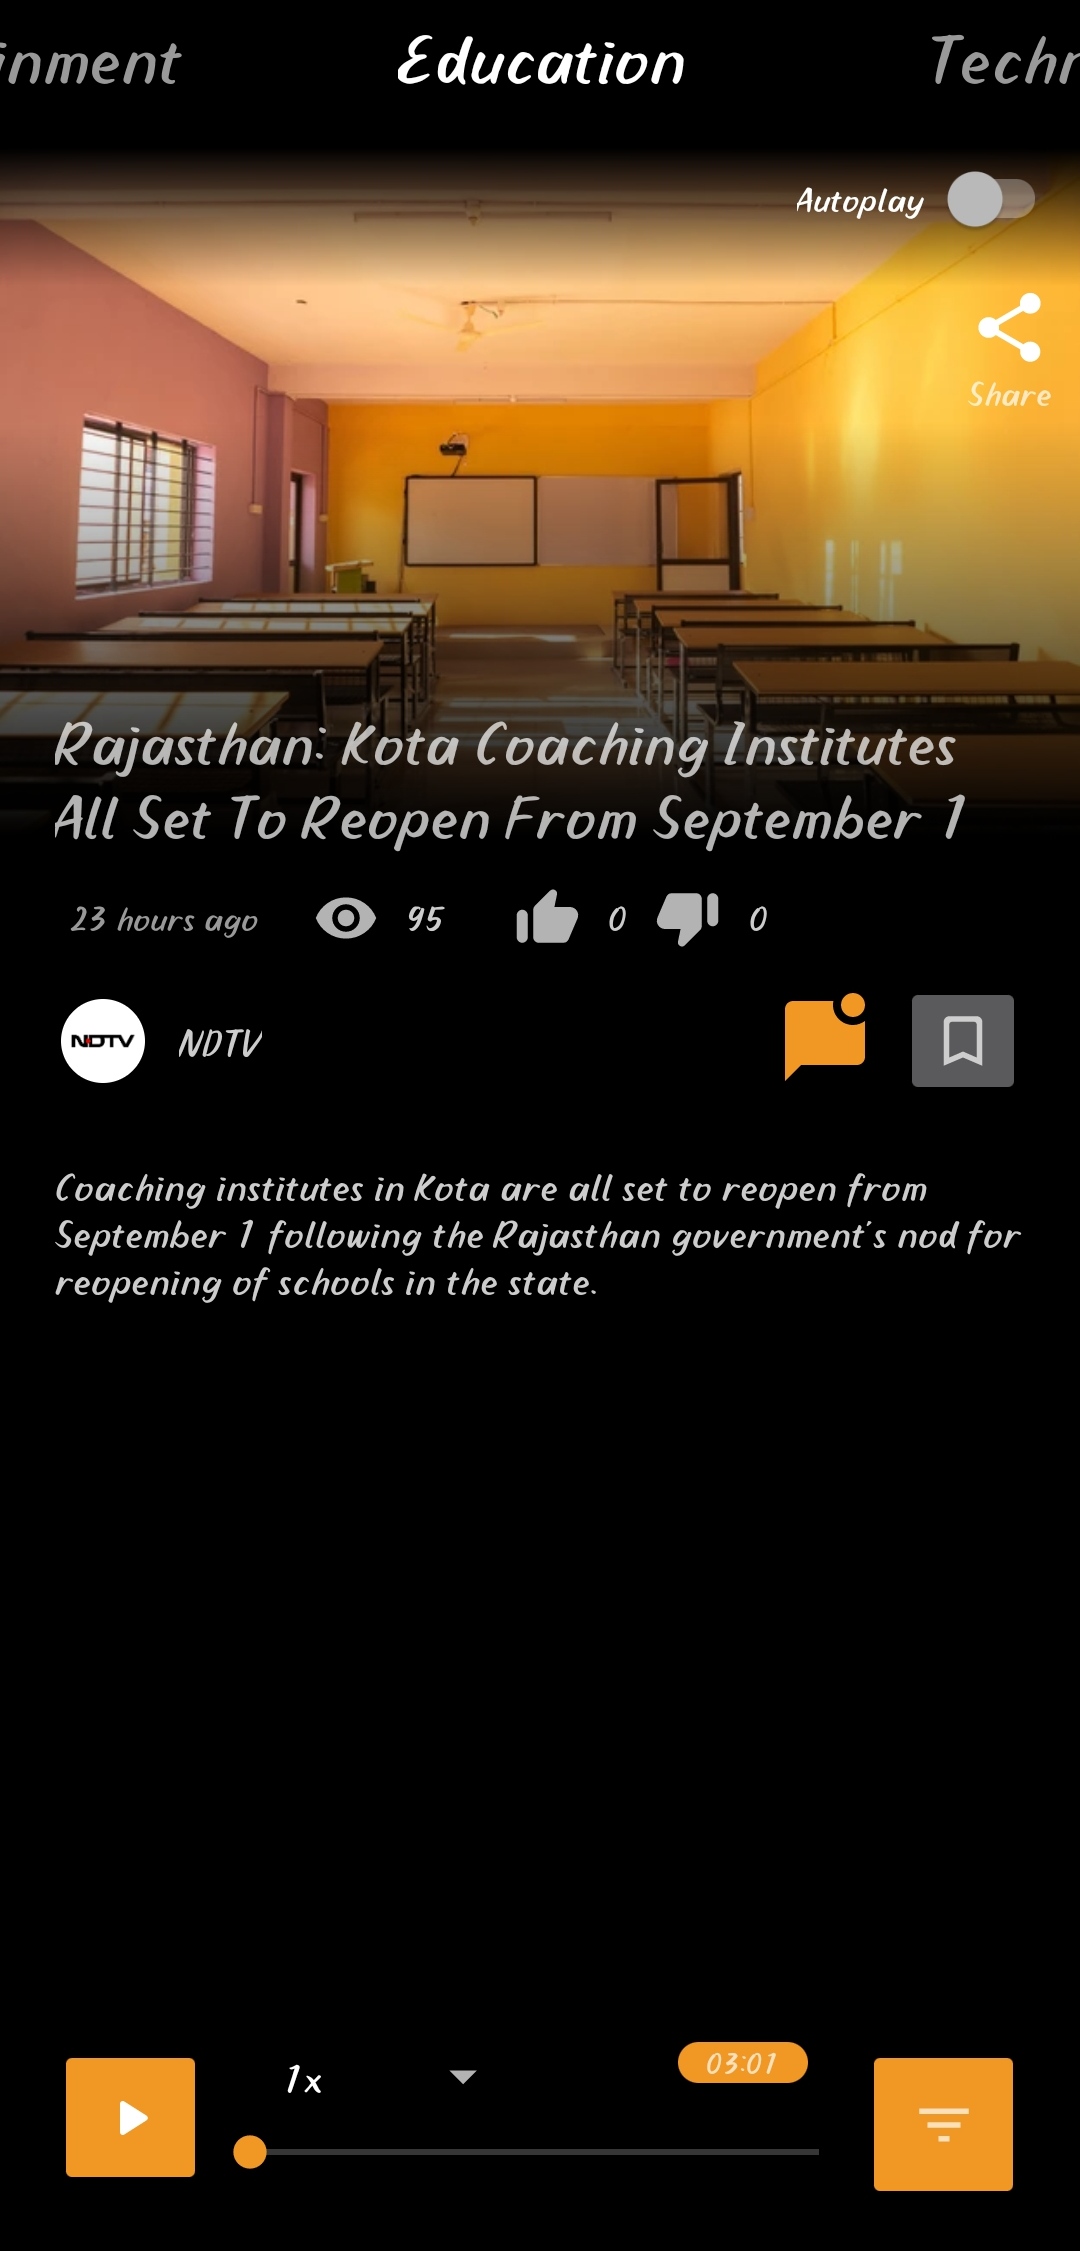 inment Education Techn
Autoplay
Share
Rajasthan: Kota Coaching Institutes
All Set To Reopen From September 1
23 hours ago 95 0 0
NDTV NDTV
Coaching institutes in Kota are all set to reopen from
September 1 following the Rajasthan government's nod for
reopening of schools in the state.
1x 03:01